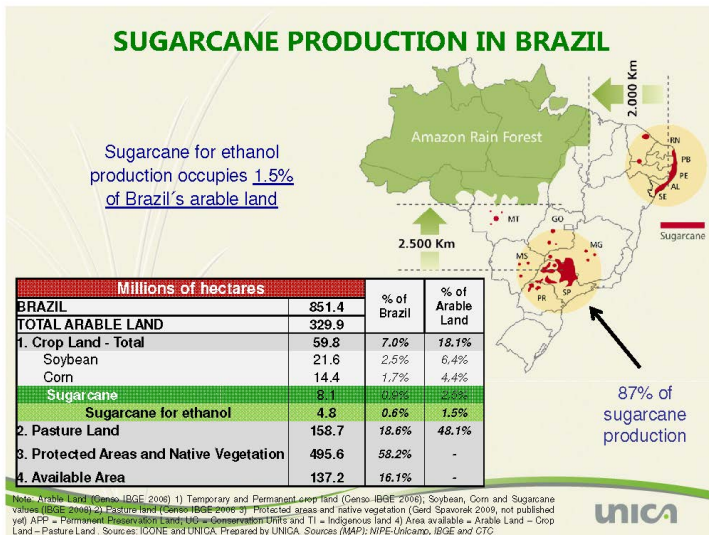 SUGARCANE PRODUCTION IN BRAZIL
Sugarcane for ethanol
production occupies 1.5%
of Brazil´s arable land
2.000 Km
Amazon Rain Forest
RN
PB
PE
AL
SE
Sugarcane
MT
GO
2.500 Km
MS
MG
SP
PR
87% of
sugarcane
production
Millions of hectares % of Brazil % of Arable Land
BRAZIL 851.4
TOTAL ARABLE LAND 329.9
1. Crop Land - Total 59.8 7.0% 18.1%
Soybean 21.6 2,5% 6,4%
Corn 14.4 1.7% 4,4%
Sugarcane 8.1 0.9% 2.5%
Sugarcane for ethanol 4.8 0.6% 1.5%
2. Pasture Land 158.7 18.6% 48.1%
3. Protected Areas and Native Vegetation 495.6 58.2% -
4. Available Area 137.2 16.1% -
Note: Arable Land (Censo IBGE 2006) 1) Temporary and Permanent crop land (Censo IBGE 2006); Soybean, Corn and Sugarcane
values (IBGE 2008) 2) Pasture land (Censo IBGE 2006 3) Protected areas and native vegetation (Gerd Spavorek 2009, not published
yet) APP = Permanent Preservation Land; UC = Conservation Units and TI = Indigenous land 4) Area available = Arable Land – Crop
Land – Pasture Land . Sources: ICONE and UNICA. Prepared by UNICA. Sources (MAP): NIPE-Unicamp, IBGE and CTC
unica